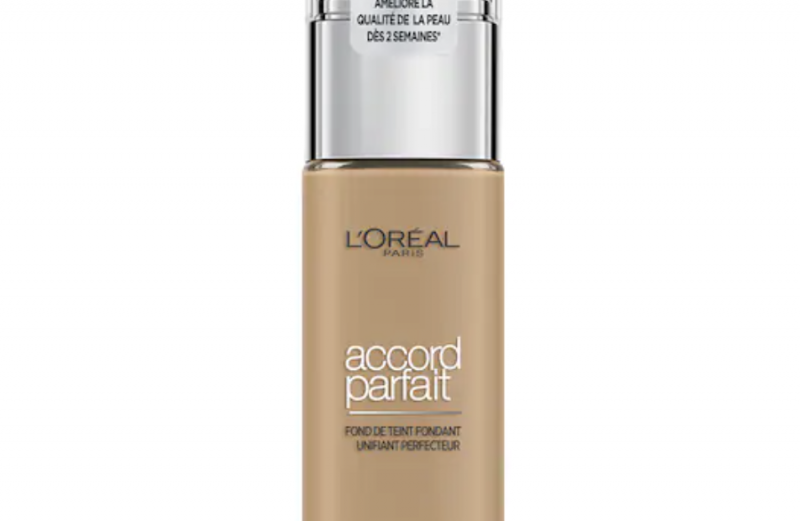 AMÉLIORE LA
QUALITÉ DE LA PEAU
DÈS 2 SEMAINES*
L'ORÉAL
PARIS
accord
parfait
FOND DE TEINT FONDANT
UNIFIANT PERFECTEUR